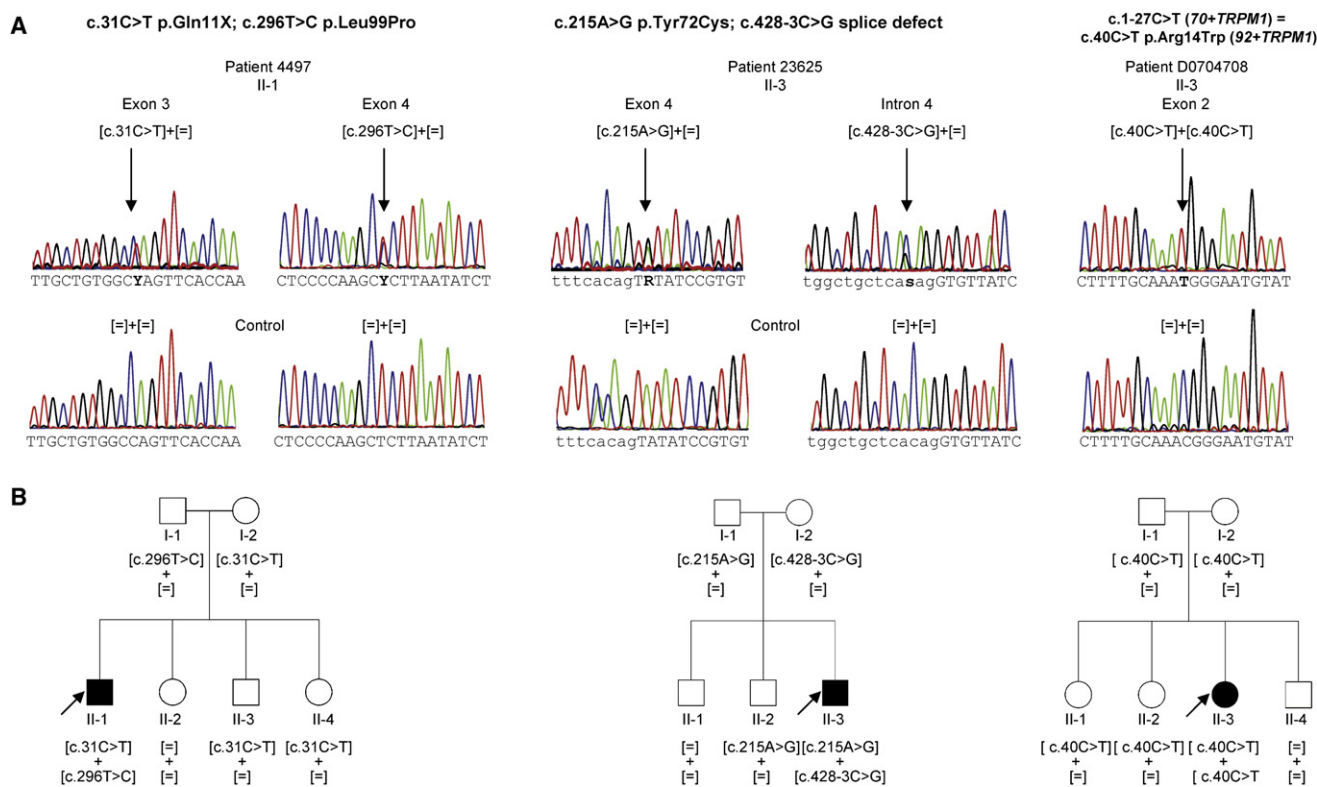 A
c.31C>T p.Gln11X; c.296T>C p.Leu99Pro
c.215A>G p.Tyr72Cys; c.428-3C>G splice defect
c.1-27C>T (70+TRPM1) =
c.40C>T p.Arg14Trp (92+TRPM1)
Patient 4497
II-1
Patient 23625
II-3
Patient D0704708
II-3
Exon 3
Exon 4
Exon 4
Intron 4
Exon 2
[c.31C>T]+[=]
[c.296T>C]+[=]
[c.215A>G]+[=]
[c.428-3C>G]+[=]
[c.40C>T]+[c.40C>T]
TTGCTGTGGCYAGTTCACCAA
CTCCCCAAGCYCTTAATATCT
tttcacagTRTATCCGTGT
tggctgctcasagGTGTTATC
CTTTTGCAAATGGGAATGTAT
[=]+[=]
Control
[=]+[=]
[=]+[=]
Control
[=]+[=]
[=]+[=]
TTGCTGTGGCCAGTTCACCAA
CTCCCCAAGCTCTTAATATCT
tttcacagTATATCCGTGT
tggctgctcacagGTGTTATC
CTTTTGCAAACGGGAATGTAT
B
I-1
I-2
I-1
I-2
I-1
I-2
[c.296T>C]
[c.31C>T]
[c.215A>G]
[c.428-3C>G]
[ c.40C>T]
[ c.40C>T]
+
+
+
+
+
+
[=]
[=]
[=]
[=]
[=]
[=]
II-1
II-2
II-3
II-4
II-1
II-2
II-3
II-1
II-2
II-3
II-4
[c.31C>T]
[=]
[c.31C>T]
[c.31C>T]
[=]
[c.215A>G]
[c.215A>G]
[ c.40C>T]
[ c.40C>T]
[ c.40C>T]
[=]
+
+
+
+
+
+
+
+
+
+
+
[c.296T>C]
[=]
[=]
[=]
[=]
[=]
[c.428-3C>G]
[=]
[=]
[ c.40C>T
[=]